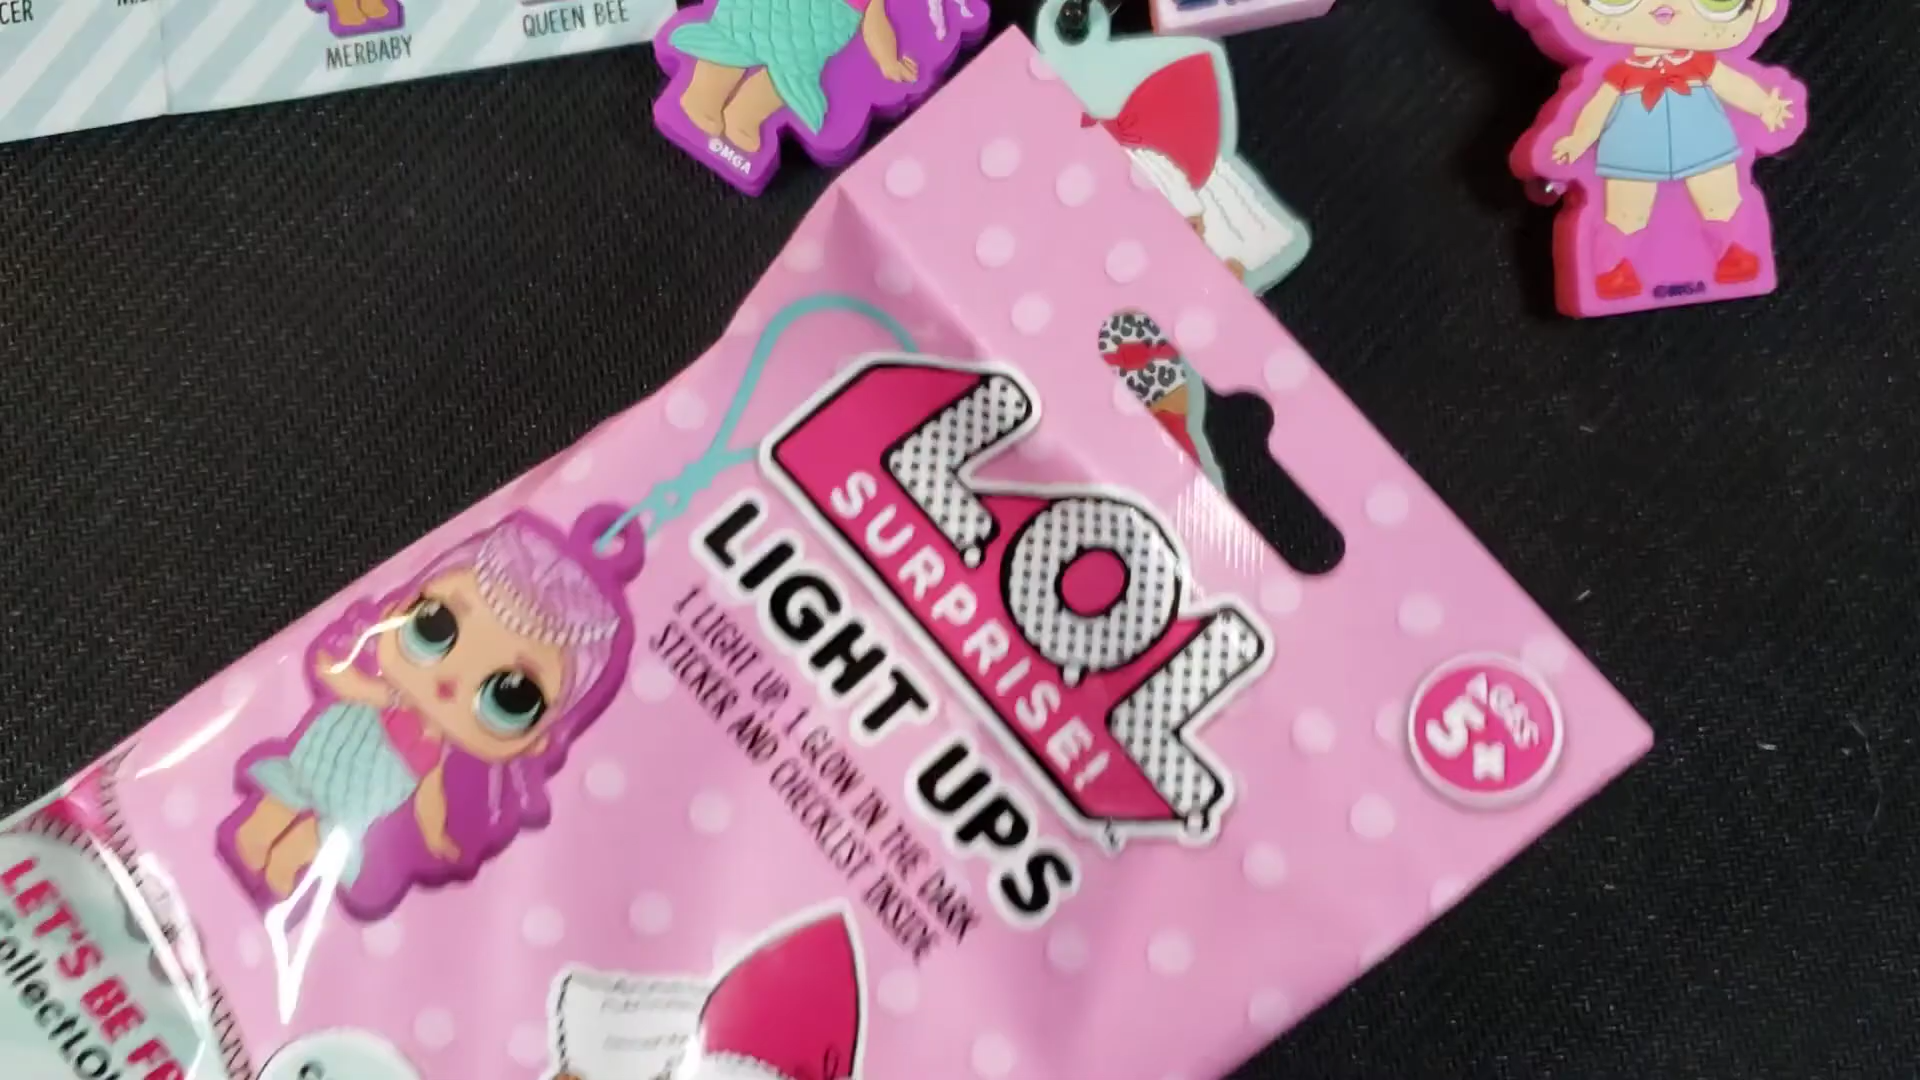 CER
MERBABY
QUEEN BEE
©MGA
©MGA
L.O.L.
SURPRISE!
LIGHT UPS
1 LIGHT UP, 1 GLOW IN THE DARK
STICKER AND CHECKLIST INSIDE
AGES
5+
LET'S BE FR